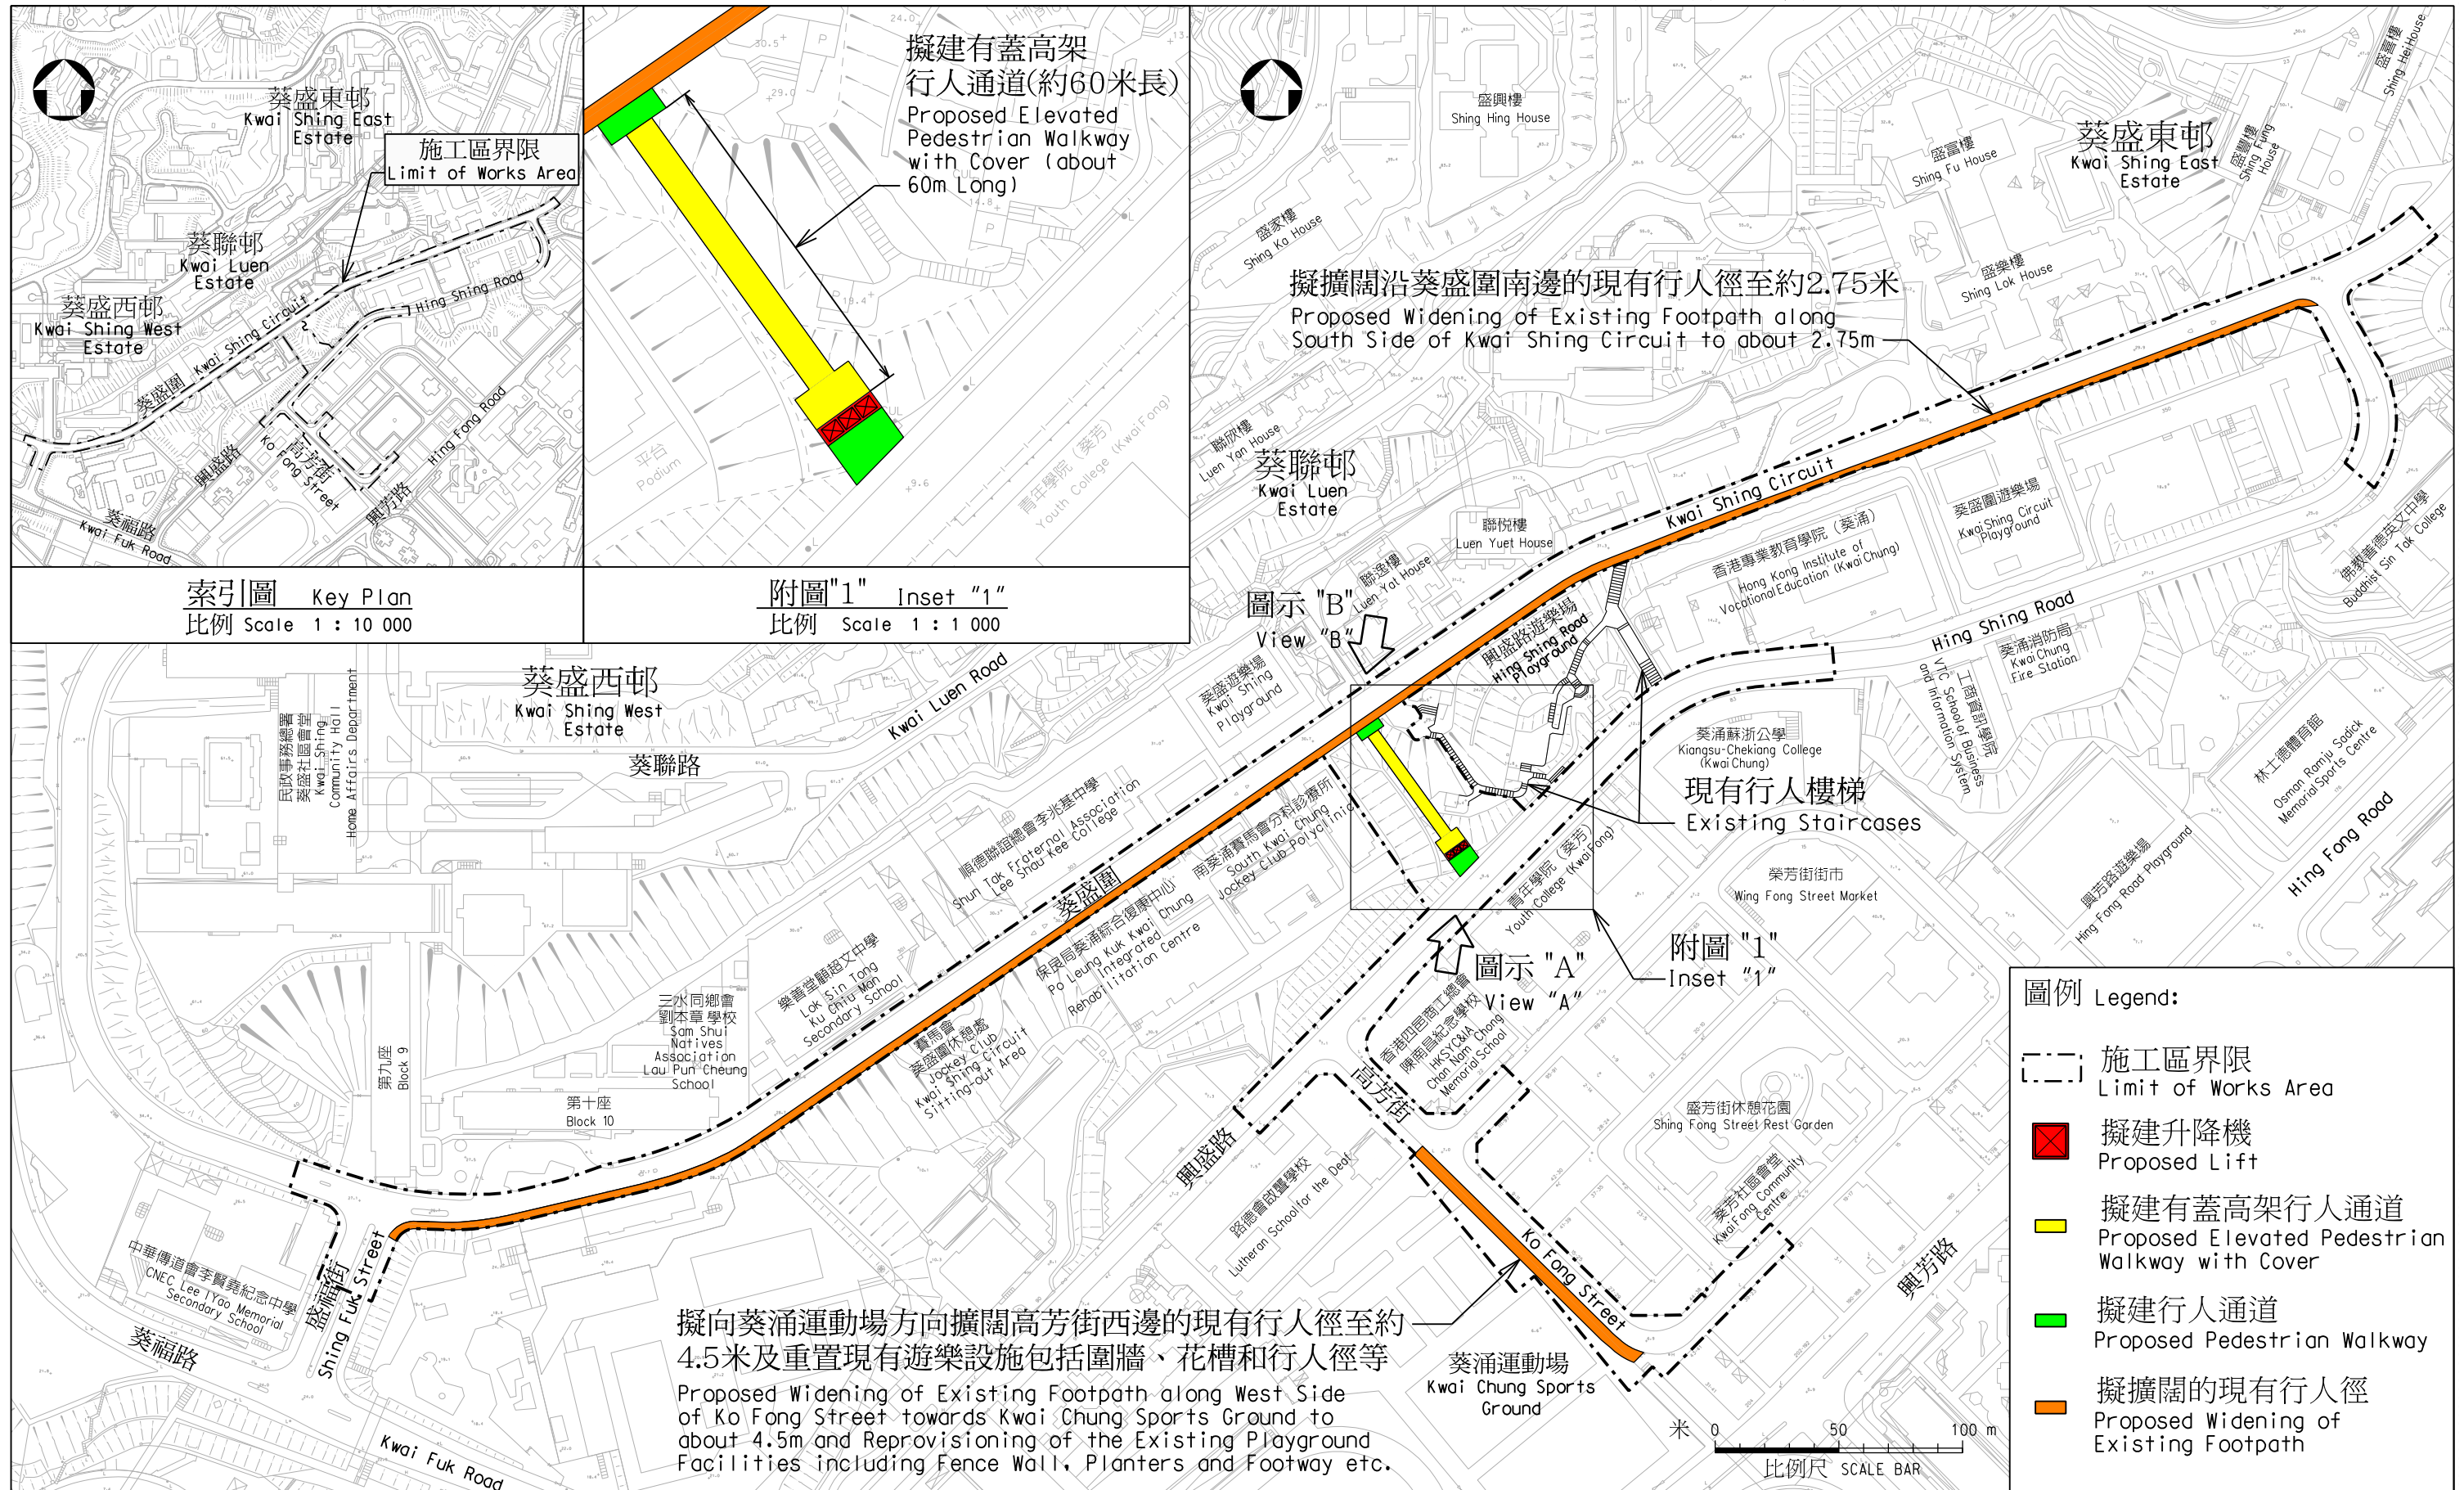 葵盛東邨
Kwai Shing East
Estate
施工區界限
Limit of Works Area
葵聯邨
Kwai Luen
Estate
葵盛西邨
Kwai Shing West
Estate
葵盛圍 Kwai Shing Circuit
Hing Shing Road
興盛路
高芳街
Ko Fong Street
Hing Fong Road
興芳路
葵福路
Kwai Fuk Road
索引圖 Key Plan
比例 Scale 1 : 10 000
擬建有蓋高架
行人通道(約60米長)
Proposed Elevated
Pedestrian Walkway
with Cover (about
60m Long)
平台
Podium
青年學院（葵芳）
Youth College (Kwai Fong)
附圖"1" Inset "1"
比例 Scale 1 : 1 000
盛興樓
Shing Hing House
盛家樓
Shing Ka House
盛富樓
Shing Fu House
盛樂樓
Shing Lok House
盛豐樓
Shing Fung
House
盛喜樓
Shing Hei House
葵盛東邨
Kwai Shing East
Estate
擬擴闊沿葵盛圍南邊的現有行人徑至約2.75米
Proposed Widening of Existing Footpath along
South Side of Kwai Shing Circuit to about 2.75m
聯欣樓
Luen Yan House
葵聯邨
Kwai Luen
Estate
聯悦樓
Luen Yuet House
聯逸樓
Luen Yat House
Kwai Shing Circuit
香港專業教育學院（葵涌）
Hong Kong Institute of
Vocational Education (Kwai Chung)
葵盛圍遊樂場
Kwai Shing Circuit
Playground
佛教善德英文中學
Buddhist Sin Tak College
圖示 "B"
View "B"
興盛路遊樂場
Hing Shing Road
Playground
Hing Shing Road
葵涌消防局
Kwai Chung
Fire Station
工商資訊學院
VTC School of Business
and Information System
葵涌蘇浙公學
Kiangsu-Chekiang College
(Kwai Chung)
林士德體育館
Osman Ramju Sadick
Memorial Sports Centre
Hing Fong Road
興芳路遊樂場
Hing Fong Road Playground
現有行人樓梯
Existing Staircases
榮芳街街市
Wing Fong Street Market
青年學院（葵芳）
Youth College (Kwai Fong)
附圖 "1"
Inset "1"
圖示 "A"
View "A"
葵盛西邨
Kwai Shing West
Estate
Kwai Luen Road
葵聯路
民政事務總署
葵盛社區會堂
Kwai Shing
Community Hall
Home Affairs Department
葵盛遊樂場
Kwai Shing
Playground
順德聯誼總會李兆基中學
Shun Tak Fraternal Association
Lee Shau Kee College
葵盛圍
南葵涌賽馬會分科診療所
South Kwai Chung
Jockey Club Polyclinic
保良局葵涌綜合復康中心
Po Leung Kuk Kwai Chung
Integrated
Rehabilitation Centre
樂善堂顧超文中學
Lok Sin Tong
Ku Chiu Man
Secondary School
賽馬會
葵盛圍休憩處
Jockey Club
Kwai Shing Circuit
Sitting-out Area
三水同鄉會
劉本章學校
Sam Shui
Natives
Association
Lau Pun Cheung
School
第九座
Block 9
第十座
Block 10
中華傳道會李賢堯紀念中學
CNEC Lee I Yao Memorial
Secondary School
盛福街
Shing Fuk Street
葵福路
Kwai Fuk Road
香港四邑商工總會
陳南昌紀念學校
HKSYC&IA
Chan Nam Chong
Memorial School
高芳街
興盛路
路德會啟聾學校
Lutheran School for the Deaf
盛芳街休憩花園
Shing Fong Street Rest Garden
葵芳社區會堂
Kwai Fong Community
Centre
Ko Fong Street
興芳路
擬向葵涌運動場方向擴闊高芳街西邊的現有行人徑至約
4.5米及重置現有遊樂設施包括圍牆、花槽和行人徑等
Proposed Widening of Existing Footpath along West Side
of Ko Fong Street towards Kwai Chung Sports Ground to
about 4.5m and Reprovisioning of the Existing Playground
Facilities including Fence Wall, Planters and Footway etc.
葵涌運動場
Kwai Chung Sports
Ground
米 0 50 100 m
比例尺 SCALE BAR
圖例 Legend:
施工區界限
Limit of Works Area
擬建升降機
Proposed Lift
擬建有蓋高架行人通道
Proposed Elevated Pedestrian
Walkway with Cover
擬建行人通道
Proposed Pedestrian Walkway
擬擴闊的現有行人徑
Proposed Widening of
Existing Footpath